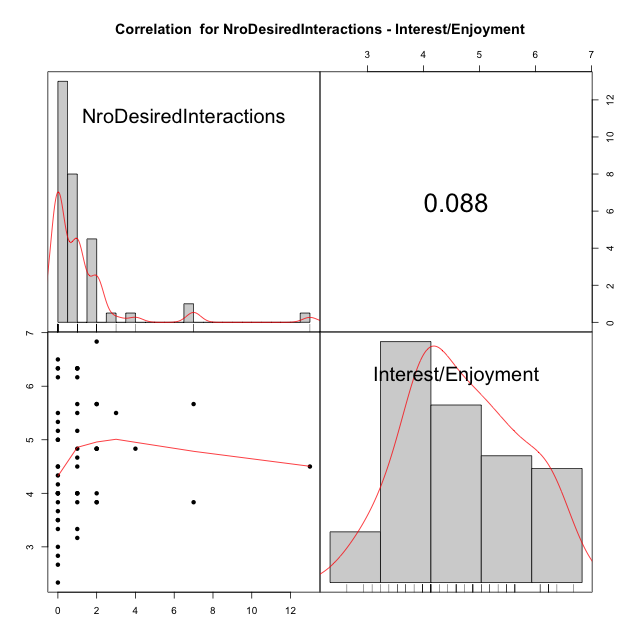 Correlation  for NroDesiredInteractions - Interest/Enjoyment
3 4 5 6 7
NroDesiredInteractions
0.088
0 2 4 6 8 10 12
3 4 5 6 7
Interest/Enjoyment
0 2 4 6 8 10 12